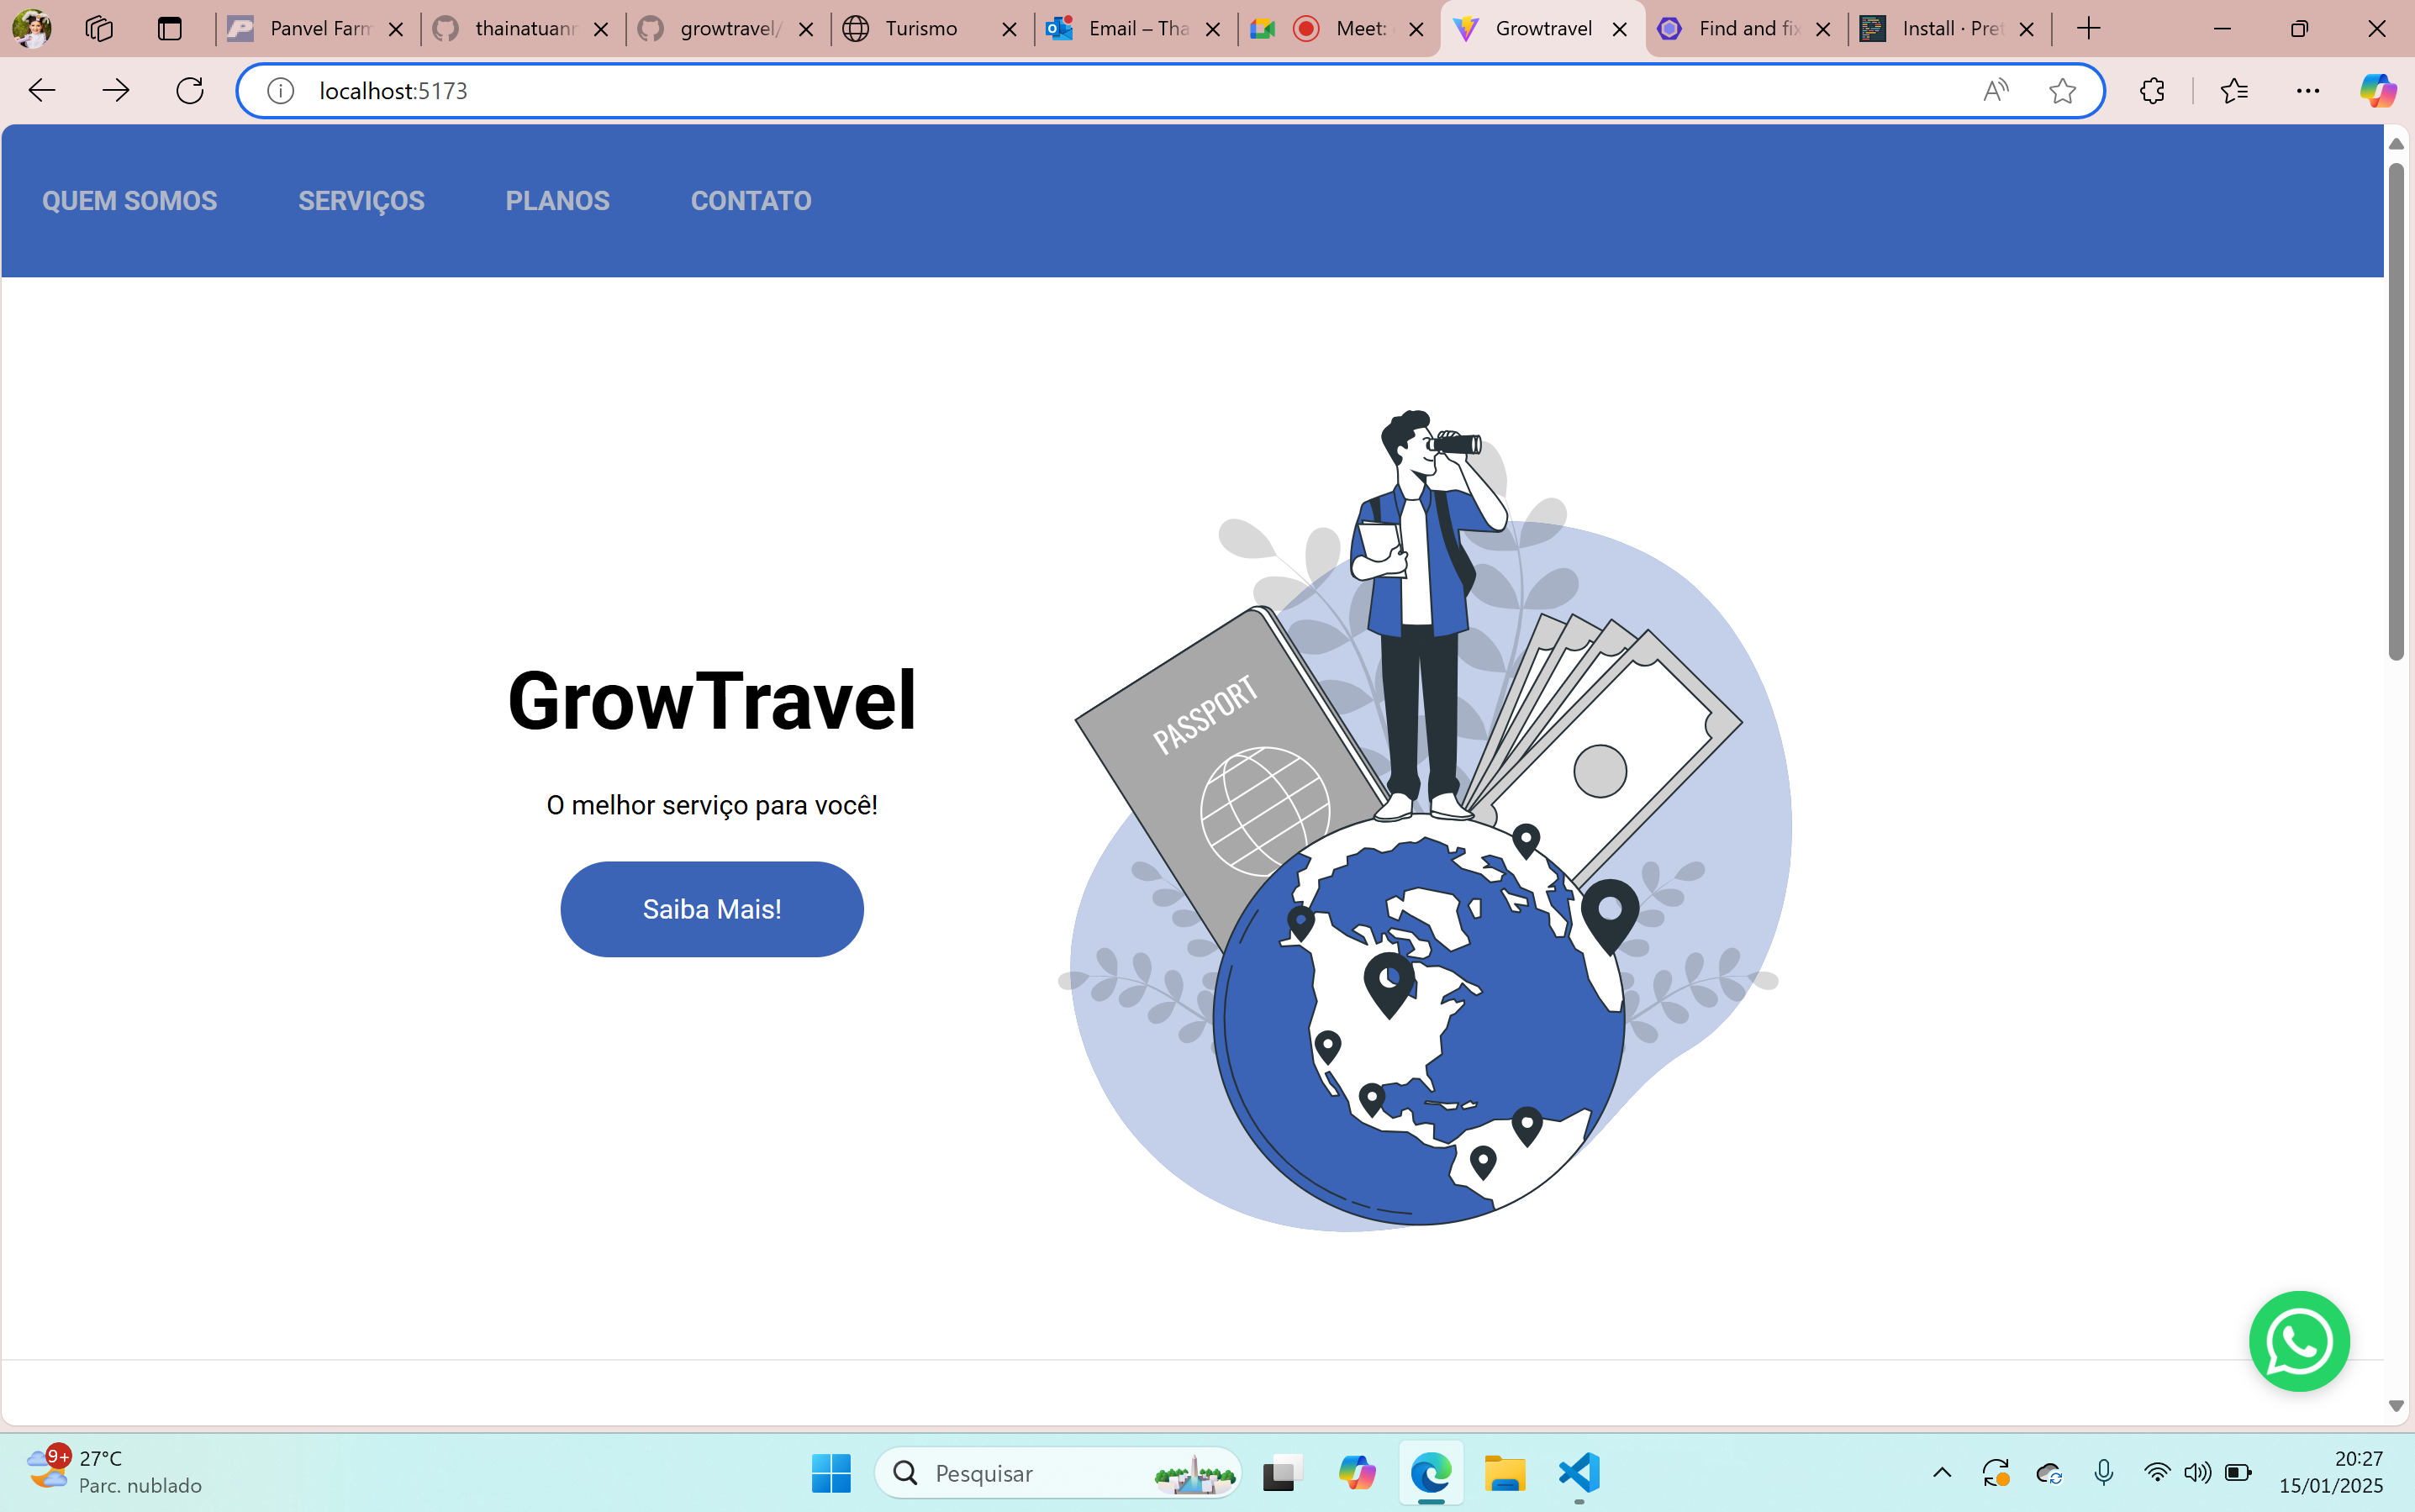 Panvel Farm
thainatuann
growtravel/
Turismo
Email – Tha
Meet:
Growtravel
Find and fix
Install · Pret
localhost:5173
QUEM SOMOS
SERVIÇOS
PLANOS
CONTATO
GrowTravel
O melhor serviço para você!
Saiba Mais!
PASSPORT
9+
27°C
Parc. nublado
Pesquisar
20:27
15/01/2025